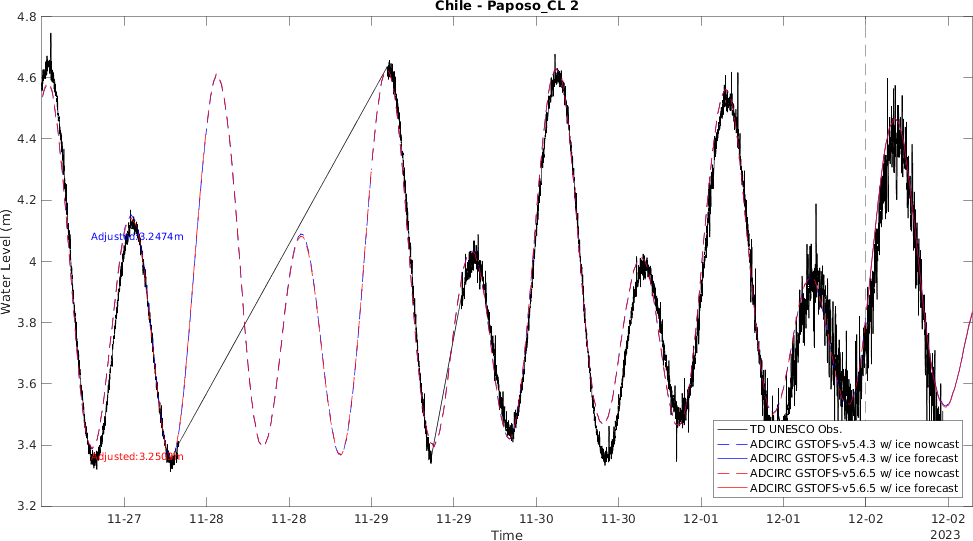 Chile - Paposo_CL 2
4.8
4.6
4.4
4.2
4
3.8
3.6
3.4
3.2
Water Level (m)
Adjusted:3.2474m
TD UNESCO Obs.
ADCIRC GSTOFS-v5.4.3 w/ ice nowcast
ADCIRC GSTOFS-v5.4.3 w/ ice forecast
ADCIRC GSTOFS-v5.6.5 w/ ice nowcast
ADCIRC GSTOFS-v5.6.5 w/ ice forecast
11-27 11-28 11-28 11-29 11-29 11-30 11-30 12-01 12-01 12-02 12-02
Time
2023